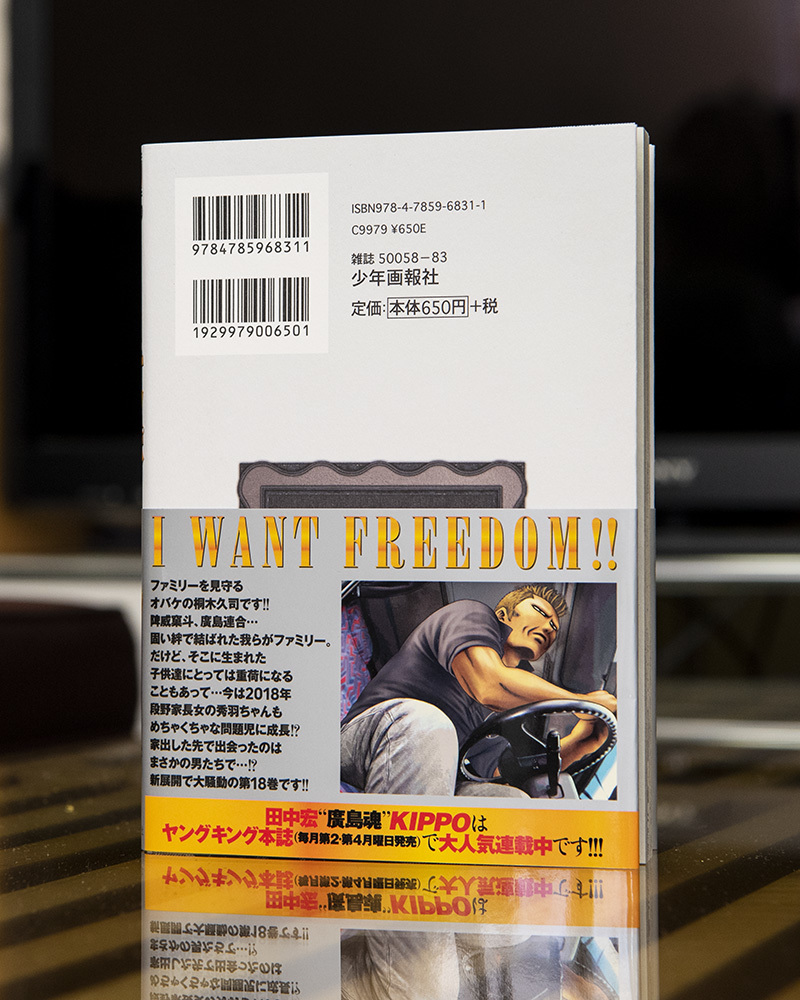 9784785968311
1929979006501
ISBN978-4-7859-6831-1
C9979 ¥650E
雑誌 50058-83
少年画報社
定価:本体650円+税
I WANT FREEDOM!!
ファミリーを見守る
オバケの桐木久司です!!
陴威窠斗、廣島連合…
固い絆で結ばれた我らがファミリー。
だけど、そこに生まれた
子供達にとっては重荷になる
こともあって…今は2018年
段野家長女の秀羽ちゃんも
めちゃくちゃな問題児に成長!?
家出した先で出会ったのは
まさかの男たちで…!?
新展開で大騒動の第18巻です!!
田中宏“廣島魂”KIPPOは
ヤングキング本誌(毎月第2・第4月曜日発売)で大人気連載中です!!!